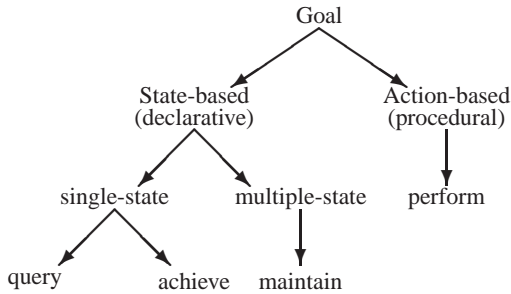 Goal
State-based
(declarative)
Action-based
(procedural)
single-state
multiple-state
perform
query
achieve
maintain